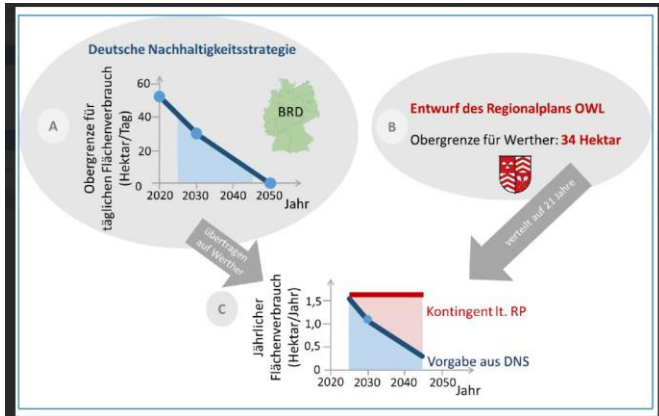 Deutsche Nachhaltigkeitsstrategie
A
Obergrenze für
täglichen Flächenverbrauch
(Hektar/Tag)
60
40
20
0
2020 2030 2040 2050
Jahr
BRD
B
Entwurf des Regionalplans OWL
Obergrenze für Werther: 34 Hektar
übertragen
auf Werther
verteilt auf 21 Jahre
C
Jährlicher
Flächenverbrauch
(Hektar/Jahr)
1,5
1,0
0,5
0
2020 2030 2040 2050
Jahr
Kontingent lt. RP
Vorgabe aus DNS